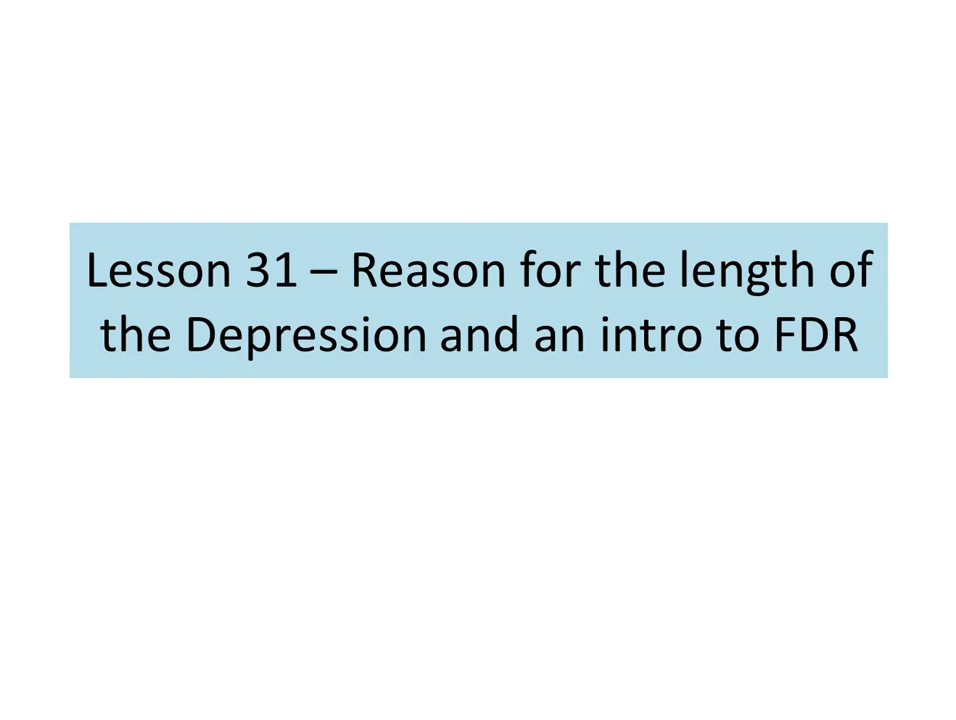 Lesson 31 – Reason for the length of
the Depression and an intro to FDR